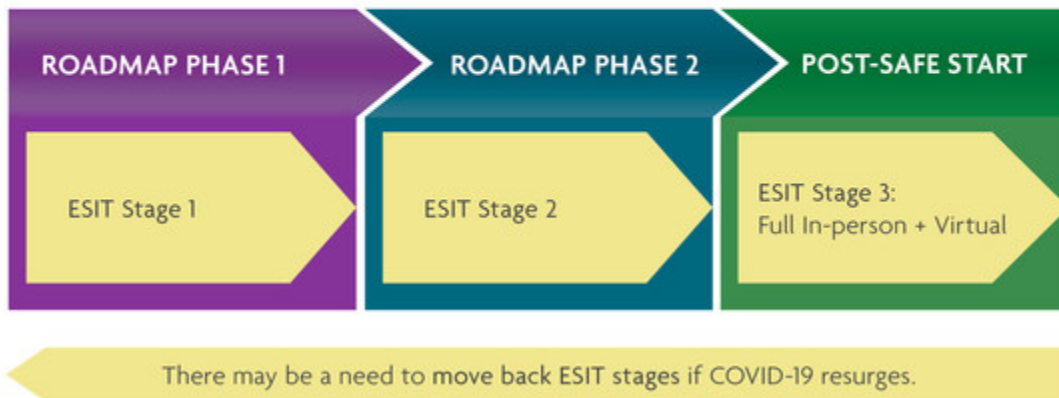 ROADMAP PHASE 1
ROADMAP PHASE 2
POST-SAFE START
ESIT Stage 1
ESIT Stage 2
ESIT Stage 3:
Full In-person + Virtual
There may be a need to move back ESIT stages if COVID-19 resurges.